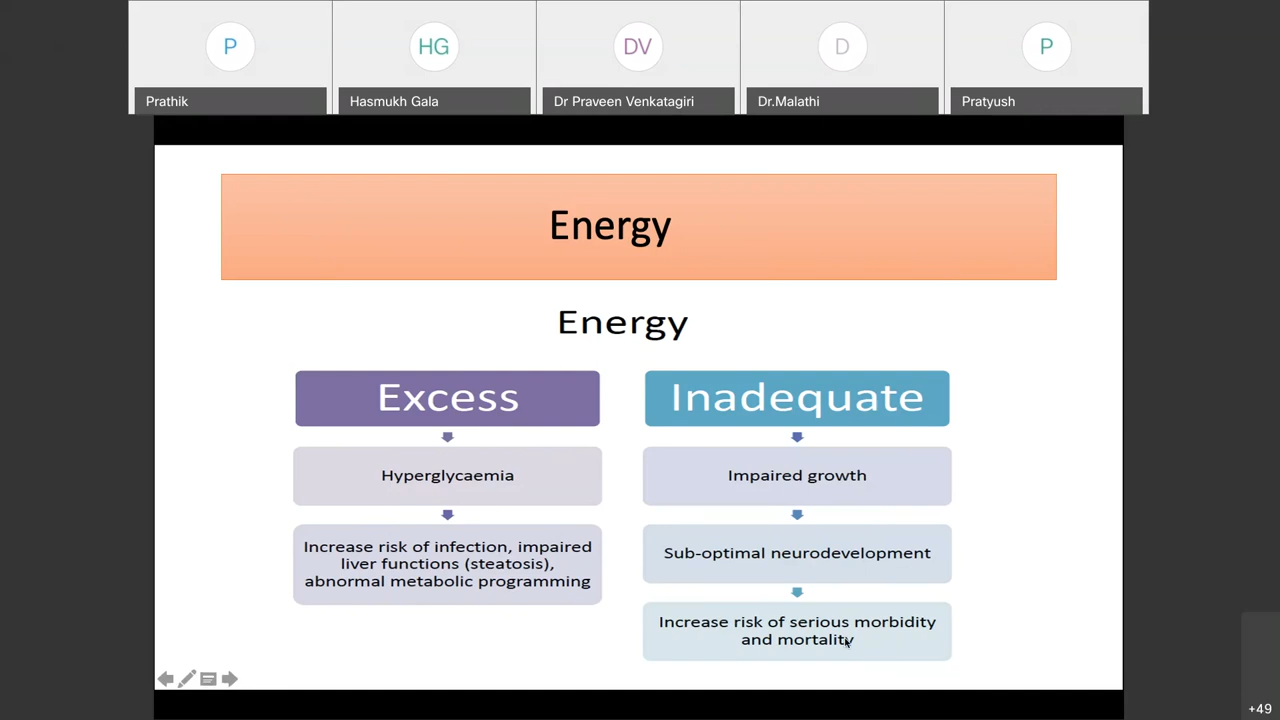 P
HG
DV
D
P
Prathik
Hasmukh Gala
Dr Praveen Venkatagiri
Dr.Malathi
Pratyush
Energy
Energy
Excess
Inadequate
Hyperglycaemia
Impaired growth
Increase risk of infection, impaired
liver functions (steatosis),
abnormal metabolic programming
Sub-optimal neurodevelopment
Increase risk of serious morbidity
and mortality
+49